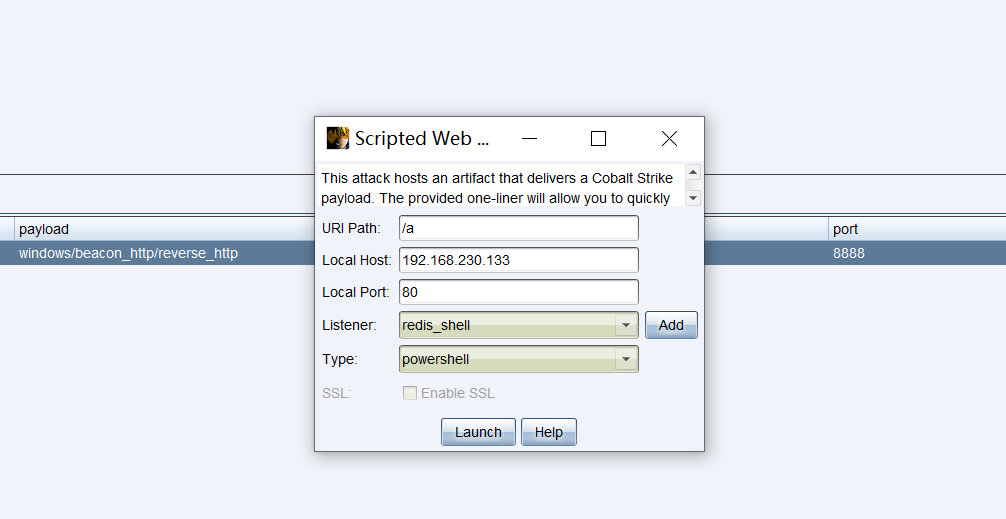 Scripted Web ...
This attack hosts an artifact that delivers a Cobalt Strike
payload. The provided one-liner will allow you to quickly
payload port
URI Path: /a
windows/beacon_http/reverse_http 8888
Local Host: 192.168.230.133
Local Port: 80
Listener: redis_shell Add
Type: powershell
SSL: Enable SSL
Launch Help